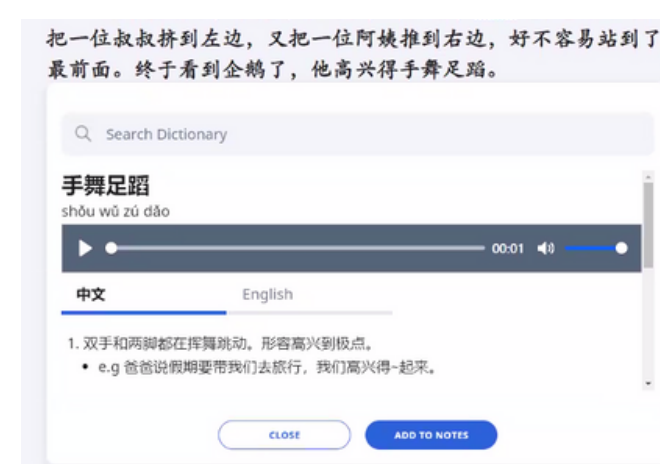 把一位叔叔挤到左边，又把一位阿姨推到右边，好不容易站到了
最前面。终于看到企鹅了，他高兴得手舞足蹈。
Search Dictionary
手舞足蹈
shǒu wǔ zú dǎo
00:01
中文 English
1. 双手和两脚都在挥舞跳动。形容高兴到极点。
• e.g 爸爸说假期要带我们去旅行，我们高兴得~起来。
CLOSE ADD TO NOTES